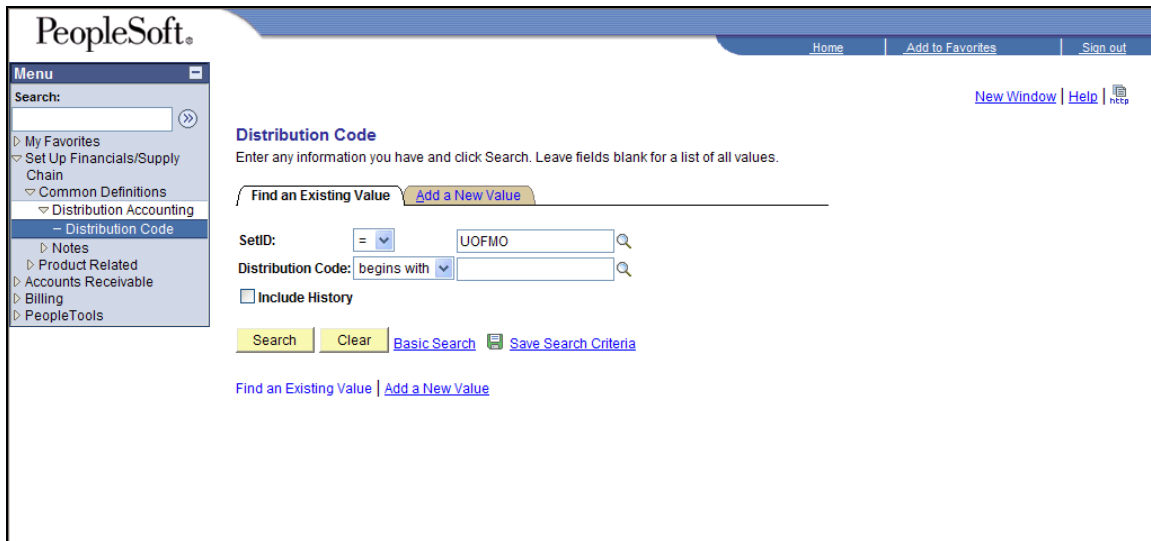 PeopleSoft®
Home Add to Favorites Sign out
Menu
Search:
My Favorites
Set Up Financials/Supply
Chain
Common Definitions
Distribution Accounting
– Distribution Code
Notes
Product Related
Accounts Receivable
Billing
PeopleTools
New Window | Help | http
Distribution Code
Enter any information you have and click Search. Leave fields blank for a list of all values.
Find an Existing Value Add a New Value
SetID: = UOFMO
Distribution Code: begins with
Include History
Search Clear Basic Search Save Search Criteria
Find an Existing Value | Add a New Value